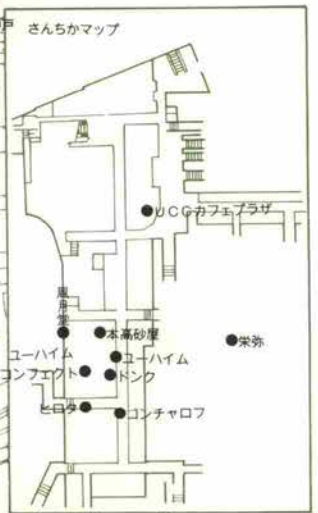 戸
さんちかマップ
UCCカフェプラザ
風月堂
本高砂屋
栄弥
ユーハイム
コンフェクト
ユーハイム
ドンク
ヒロタ
コンチャロフ